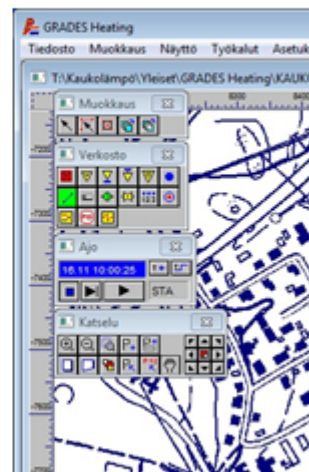 GRADES Heating
Tiedosto Muokkaus Näyttö Työkalut Asetuk
T:\Kaukolämpö\Yleiset\GRADES Heating\KAUK
Muokkaus
Verkosto
Ajo
16.11 10:00:25
STA
Katselu